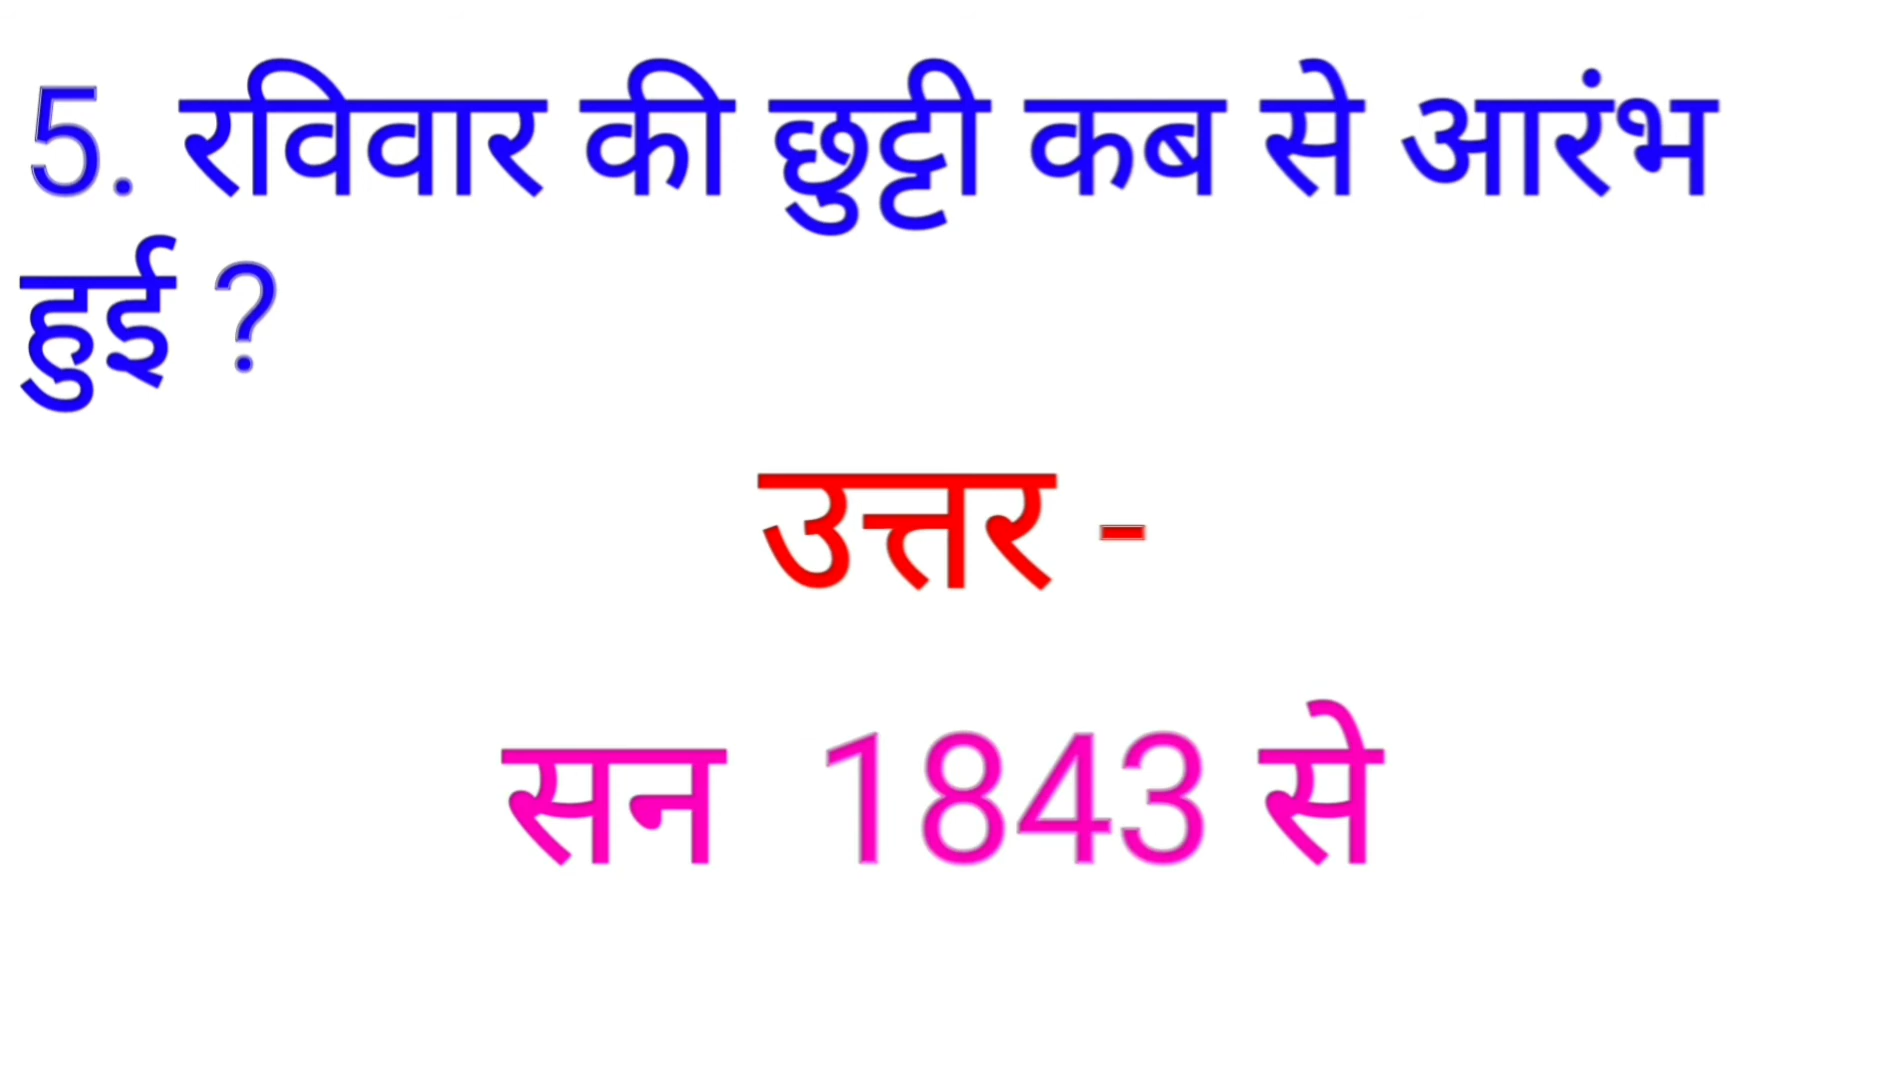 5. रविवार की छुट्टी कब से आरंभ
हुई ?
उत्तर -
सन 1843 से